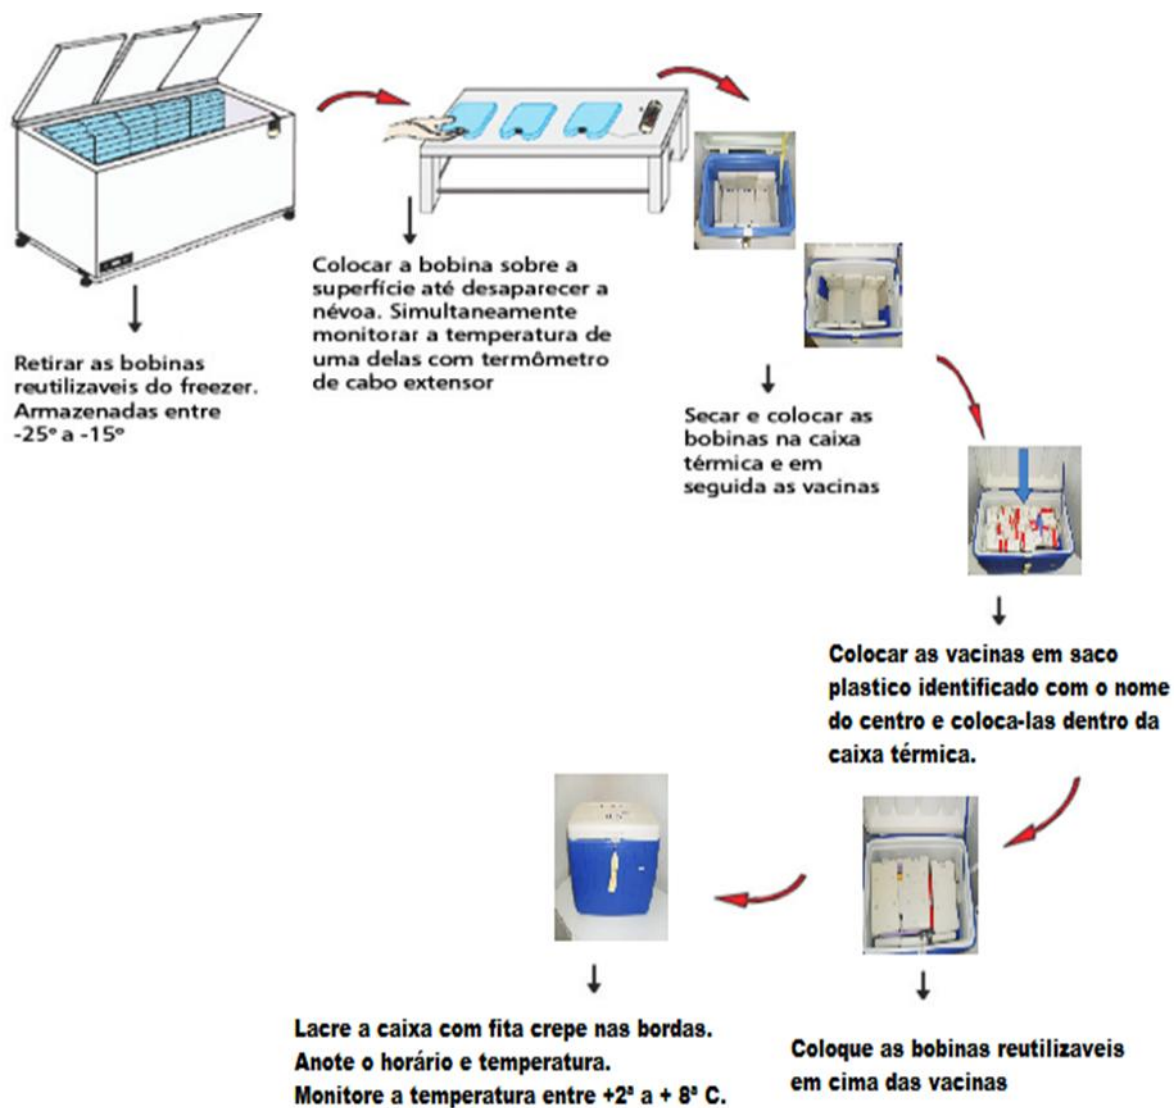 Retirar as bobinas
reutilizaveis do freezer.
Armazenadas entre
-25º a -15º
Colocar a bobina sobre a
superfície até desaparecer a
névoa. Simultaneamente
monitorar a temperatura de
uma delas com termômetro
de cabo extensor
Secar e colocar as
bobinas na caixa
térmica e em
seguida as vacinas
Colocar as vacinas em saco
plastico identificado com o nome
do centro e coloca-las dentro da
caixa térmica.
Coloque as bobinas reutilizaveis
em cima das vacinas
Lacre a caixa com fita crepe nas bordas.
Anote o horário e temperatura.
Monitore a temperatura entre +2ª a + 8ª C.